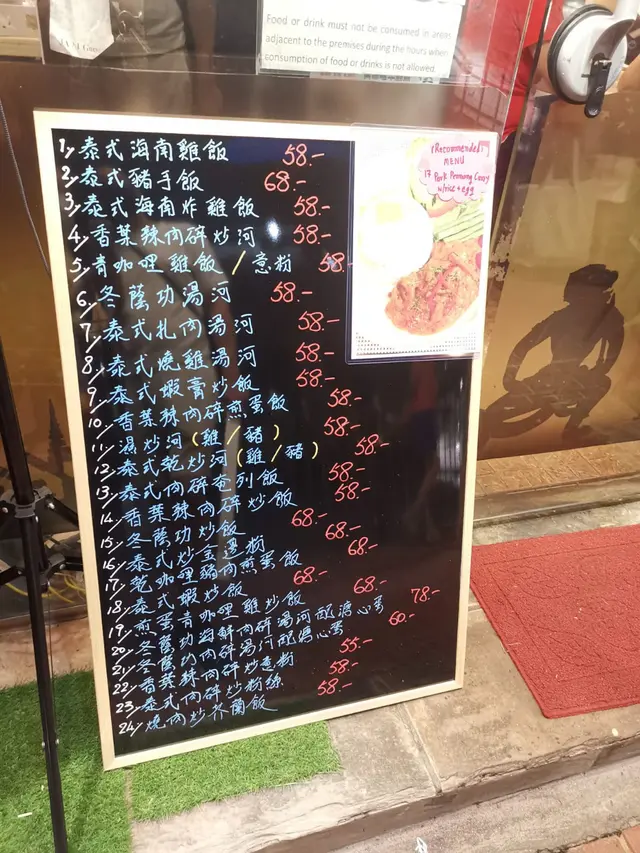 Food or drink must not be consumed in areas
adjacent to the premises during the hours when
consumption of food or drinks is not allowed.
Recommended
MENU
17 Pork Penang Curry
w/rice + egg
1/ 泰式海南雞飯 58.-
2/ 泰式豬手飯 68.-
3/ 泰式海南炸雞飯 58.-
4/ 香葉辣肉碎炒河 58.-
5/ 青咖哩雞飯/意粉 58.-
6/ 冬蔭功湯河 58.-
7/ 泰式扎肉湯河 58.-
8/ 泰式燒雞湯河 58.-
9/ 泰式蝦膏炒飯 58.-
10/ 香葉辣肉碎煎蛋飯 58.-
11/ 濕炒河(雞/豬) 58.-
12/ 泰式乾炒河(雞/豬) 58.-
13/ 泰式肉碎奄列飯 58.-
14/ 香葉辣肉碎炒飯 58.-
15/ 冬蔭功炒飯 68.-
16/ 泰式炒金邊粉 68.-
17/ 乾咖哩豬肉煎蛋飯 68.-
18/ 泰式蝦炒飯 68.-
19/ 煎蛋青咖哩雞炒飯 68.-
20/ 冬蔭功海鮮肉碎湯河配溏心蛋 78.-
21/ 冬蔭功肉碎湯河配溏心蛋 60.-
22/ 香葉辣肉碎炒意粉 55.-
23/ 泰式肉碎炒粉絲 58.-
24/ 燒肉炒芥蘭飯 58.-